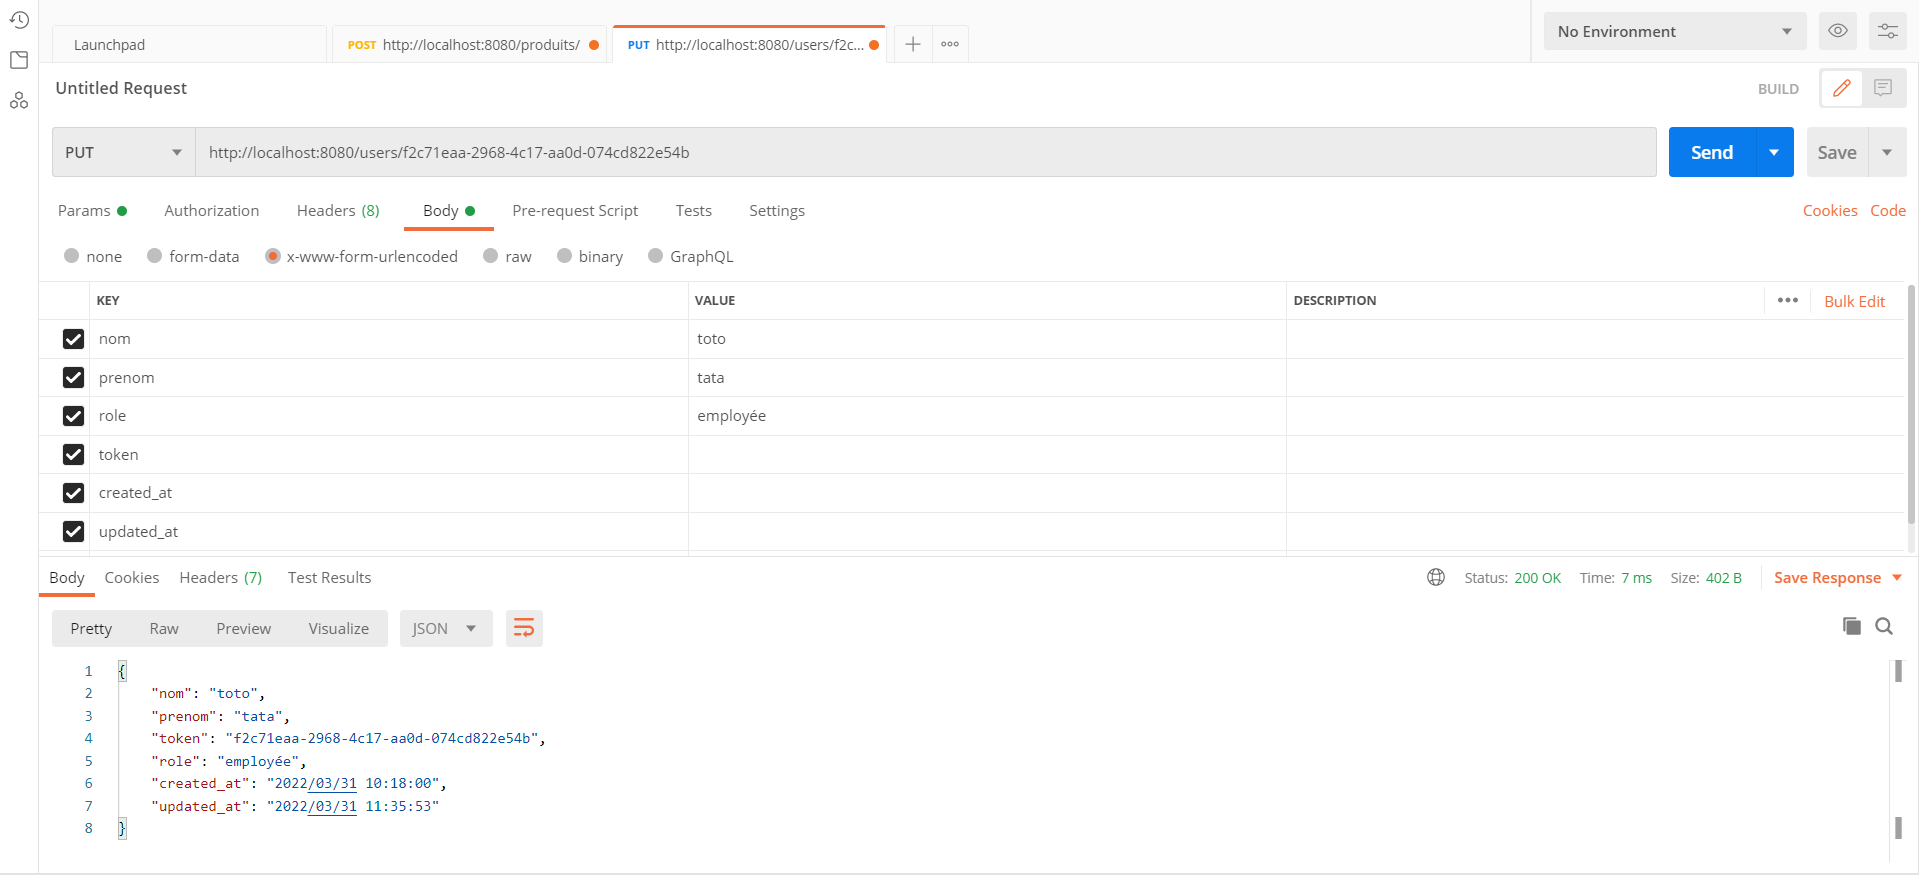 Launchpad
POST http://localhost:8080/produits/
PUT http://localhost:8080/users/f2c...
No Environment
Untitled Request
BUILD
PUT
http://localhost:8080/users/f2c71eaa-2968-4c17-aa0d-074cd822e54b
Send
Save
Params
Authorization
Headers (8)
Body
Pre-request Script
Tests
Settings
Cookies
Code
none
form-data
x-www-form-urlencoded
raw
binary
GraphQL
KEY
VALUE
DESCRIPTION
Bulk Edit
nom
toto
prenom
tata
role
employée
token
created_at
updated_at
Body
Cookies
Headers (7)
Test Results
Status: 200 OK
Time: 7 ms
Size: 402 B
Save Response
Pretty
Raw
Preview
Visualize
JSON
1 {
2 "nom": "toto",
3 "prenom": "tata",
4 "token": "f2c71eaa-2968-4c17-aa0d-074cd822e54b",
5 "role": "employée",
6 "created_at": "2022/03/31 10:18:00",
7 "updated_at": "2022/03/31 11:35:53"
8 }